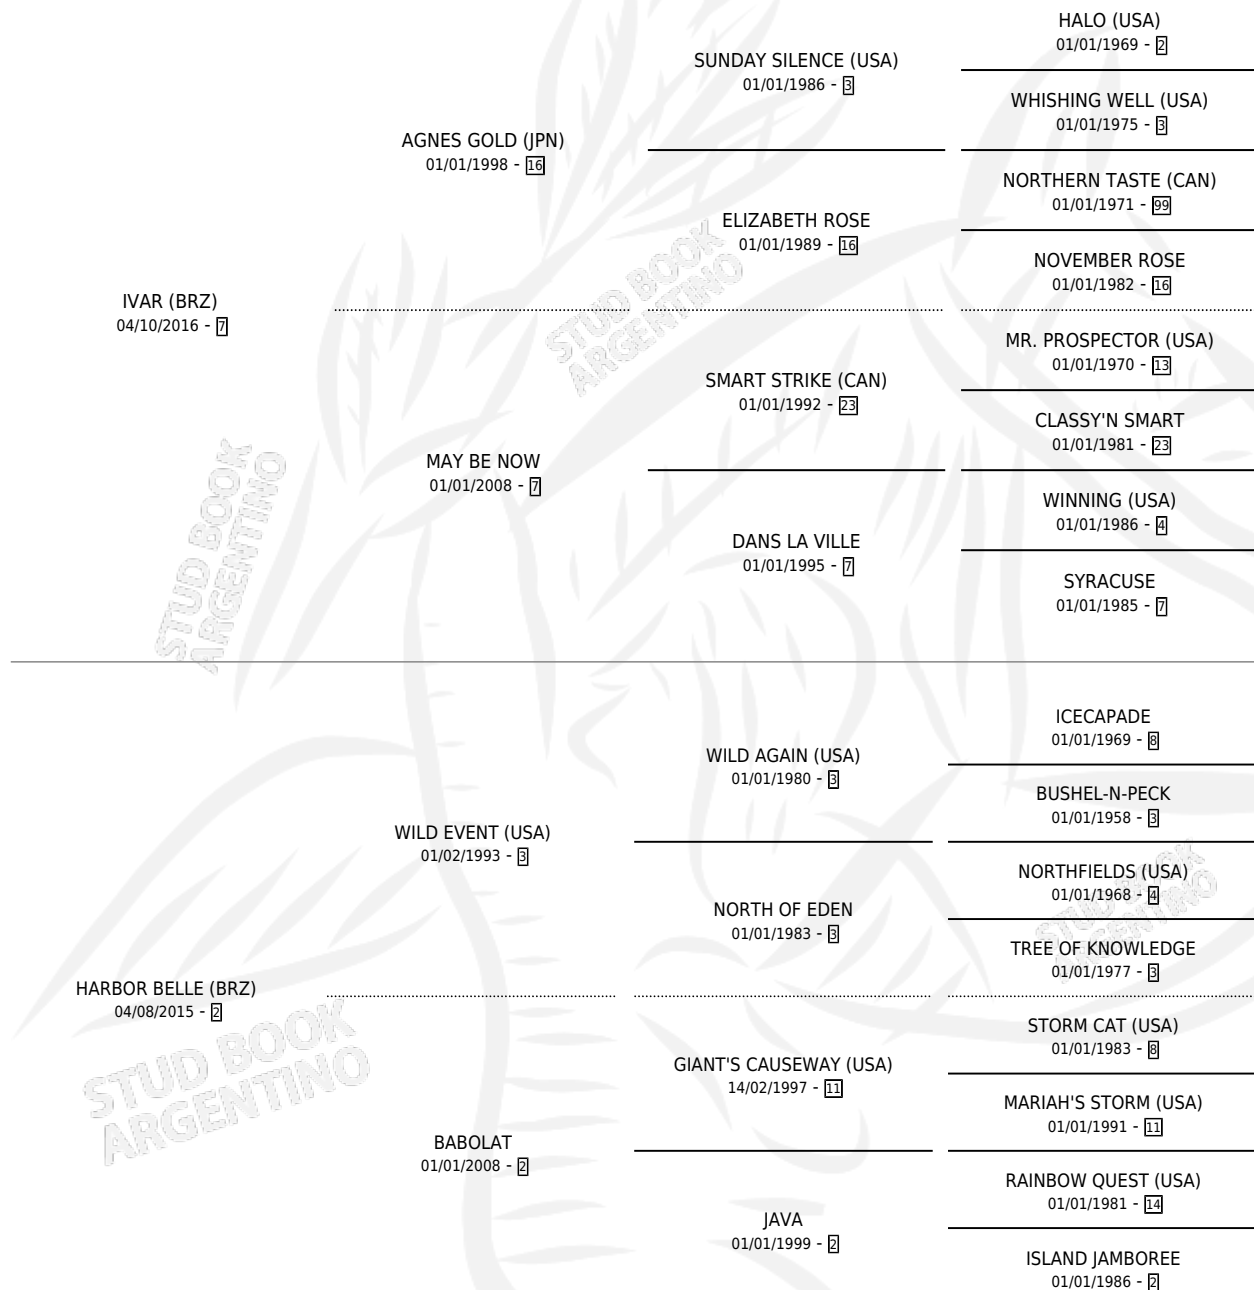 HALO (USA)
01/01/1969 - 2
SUNDAY SILENCE (USA)
01/01/1986 - 3
WHISHING WELL (USA)
01/01/1975 - 3
AGNES GOLD (JPN)
01/01/1998 - 16
NORTHERN TASTE (CAN)
01/01/1971 - 99
ELIZABETH ROSE
01/01/1989 - 16
NOVEMBER ROSE
01/01/1982 - 16
IVAR (BRZ)
04/10/2016 - 7
MR. PROSPECTOR (USA)
01/01/1970 - 13
SMART STRIKE (CAN)
01/01/1992 - 23
CLASSY'N SMART
01/01/1981 - 23
MAY BE NOW
01/01/2008 - 7
WINNING (USA)
01/01/1986 - 4
DANS LA VILLE
01/01/1995 - 7
SYRACUSE
01/01/1985 - 7
ICECAPADE
01/01/1969 - 8
WILD AGAIN (USA)
01/01/1980 - 3
BUSHEL-N-PECK
01/01/1958 - 3
WILD EVENT (USA)
01/02/1993 - 3
NORTHFIELDS (USA)
01/01/1968 - 4
NORTH OF EDEN
01/01/1983 - 3
TREE OF KNOWLEDGE
01/01/1977 - 3
HARBOR BELLE (BRZ)
04/08/2015 - 2
STORM CAT (USA)
01/01/1983 - 8
GIANT'S CAUSEWAY (USA)
14/02/1997 - 11
MARIAH'S STORM (USA)
01/01/1991 - 11
BABOLAT
01/01/2008 - 2
RAINBOW QUEST (USA)
01/01/1981 - 14
JAVA
01/01/1999 - 2
ISLAND JAMBOREE
01/01/1986 - 2
STUD BOOK
ARGENTINO
STUD BOOK
ARGENTINO
STUD BOOK
ARGENTINO
STUD BOOK
ARGENTINO